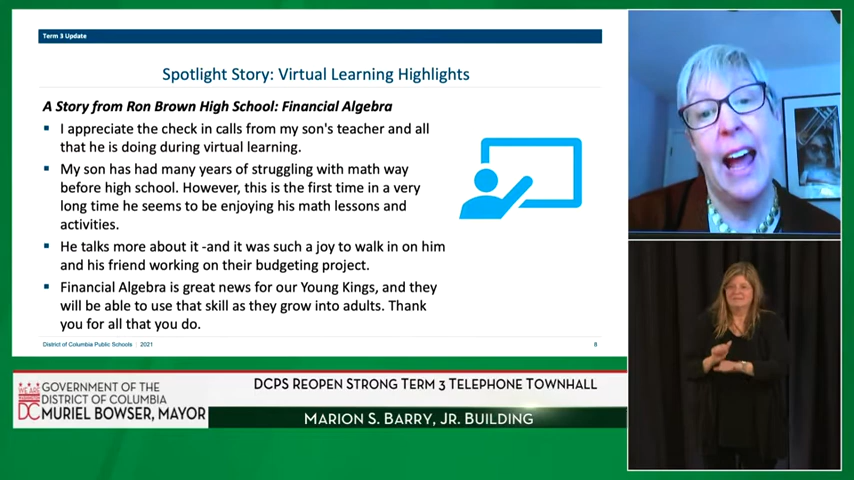 Term 3 Update
Spotlight Story: Virtual Learning Highlights
A Story from Ron Brown High School: Financial Algebra
▪ I appreciate the check in calls from my son's teacher and all
that he is doing during virtual learning.
▪ My son has had many years of struggling with math way
before high school. However, this is the first time in a very
long time he seems to be enjoying his math lessons and
activities.
▪ He talks more about it -and it was such a joy to walk in on him
and his friend working on their budgeting project.
▪ Financial Algebra is great news for our Young Kings, and they
will be able to use that skill as they grow into adults. Thank
you for all that you do.
District of Columbia Public Schools | 2021
8
WE ARE
DC
GOVERNMENT OF THE
DISTRICT OF COLUMBIA
MURIEL BOWSER, MAYOR
DCPS REOPEN STRONG TERM 3 TELEPHONE TOWNHALL
MARION S. BARRY, JR. BUILDING